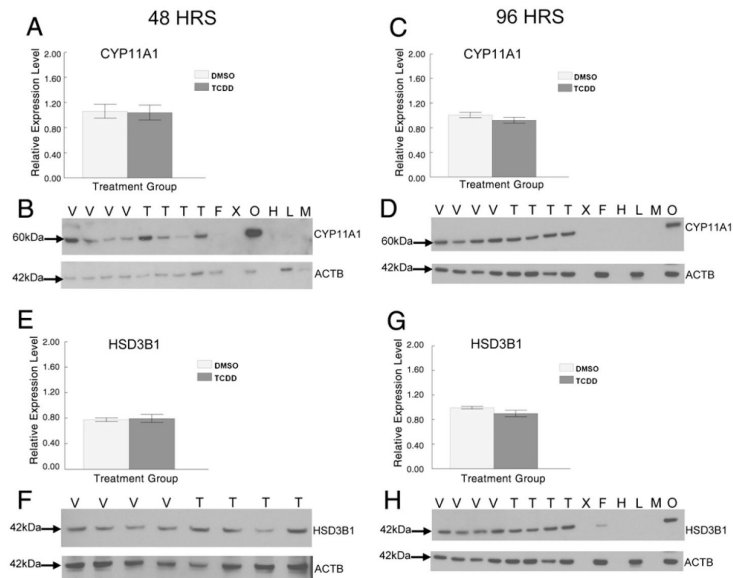 48 HRS
96 HRS
A
CYP11A1
2.00
1.60
1.20
0.80
0.40
0.00
Relative Expression Level
DMSO
TCDD
Treatment Group
C
CYP11A1
2.00
1.60
1.20
0.80
0.40
0.00
Relative Expression Level
DMSO
TCDD
Treatment Group
B
V V V V T T T T F X O H L M
60kDa
CYP11A1
42kDa
ACTB
D
V V V V T T T T X F H L M O
60kDa
CYP11A1
42kDa
ACTB
E
HSD3B1
2.00
1.60
1.20
0.80
0.40
0.00
Relative Expression Level
DMSO
TCDD
Treatment Group
G
HSD3B1
2.00
1.60
1.20
0.80
0.40
0.00
Relative Expression Level
DMSO
TCDD
Treatment Group
F
V V V V T T T T
42kDa
HSD3B1
42kDa
ACTB
H
V V V V T T T T X F H L M O
42kDa
HSD3B1
42kDa
ACTB